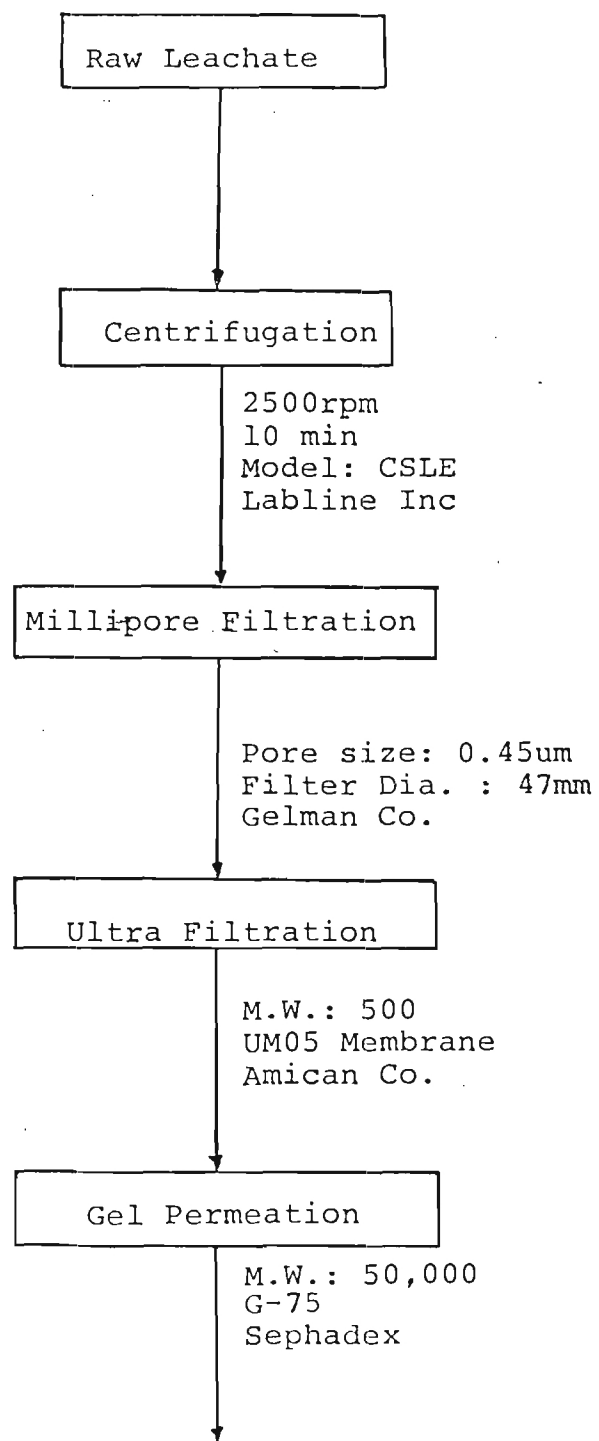 Raw Leachate
Centrifugation
2500rpm
10 min
Model: CSLE
Labline Inc
Millipore Filtration
Pore size: 0.45um
Filter Dia. : 47mm
Gelman Co.
Ultra Filtration
M.W.: 500
UM05 Membrane
Amican Co.
Gel Permeation
M.W.: 50,000
G-75
Sephadex